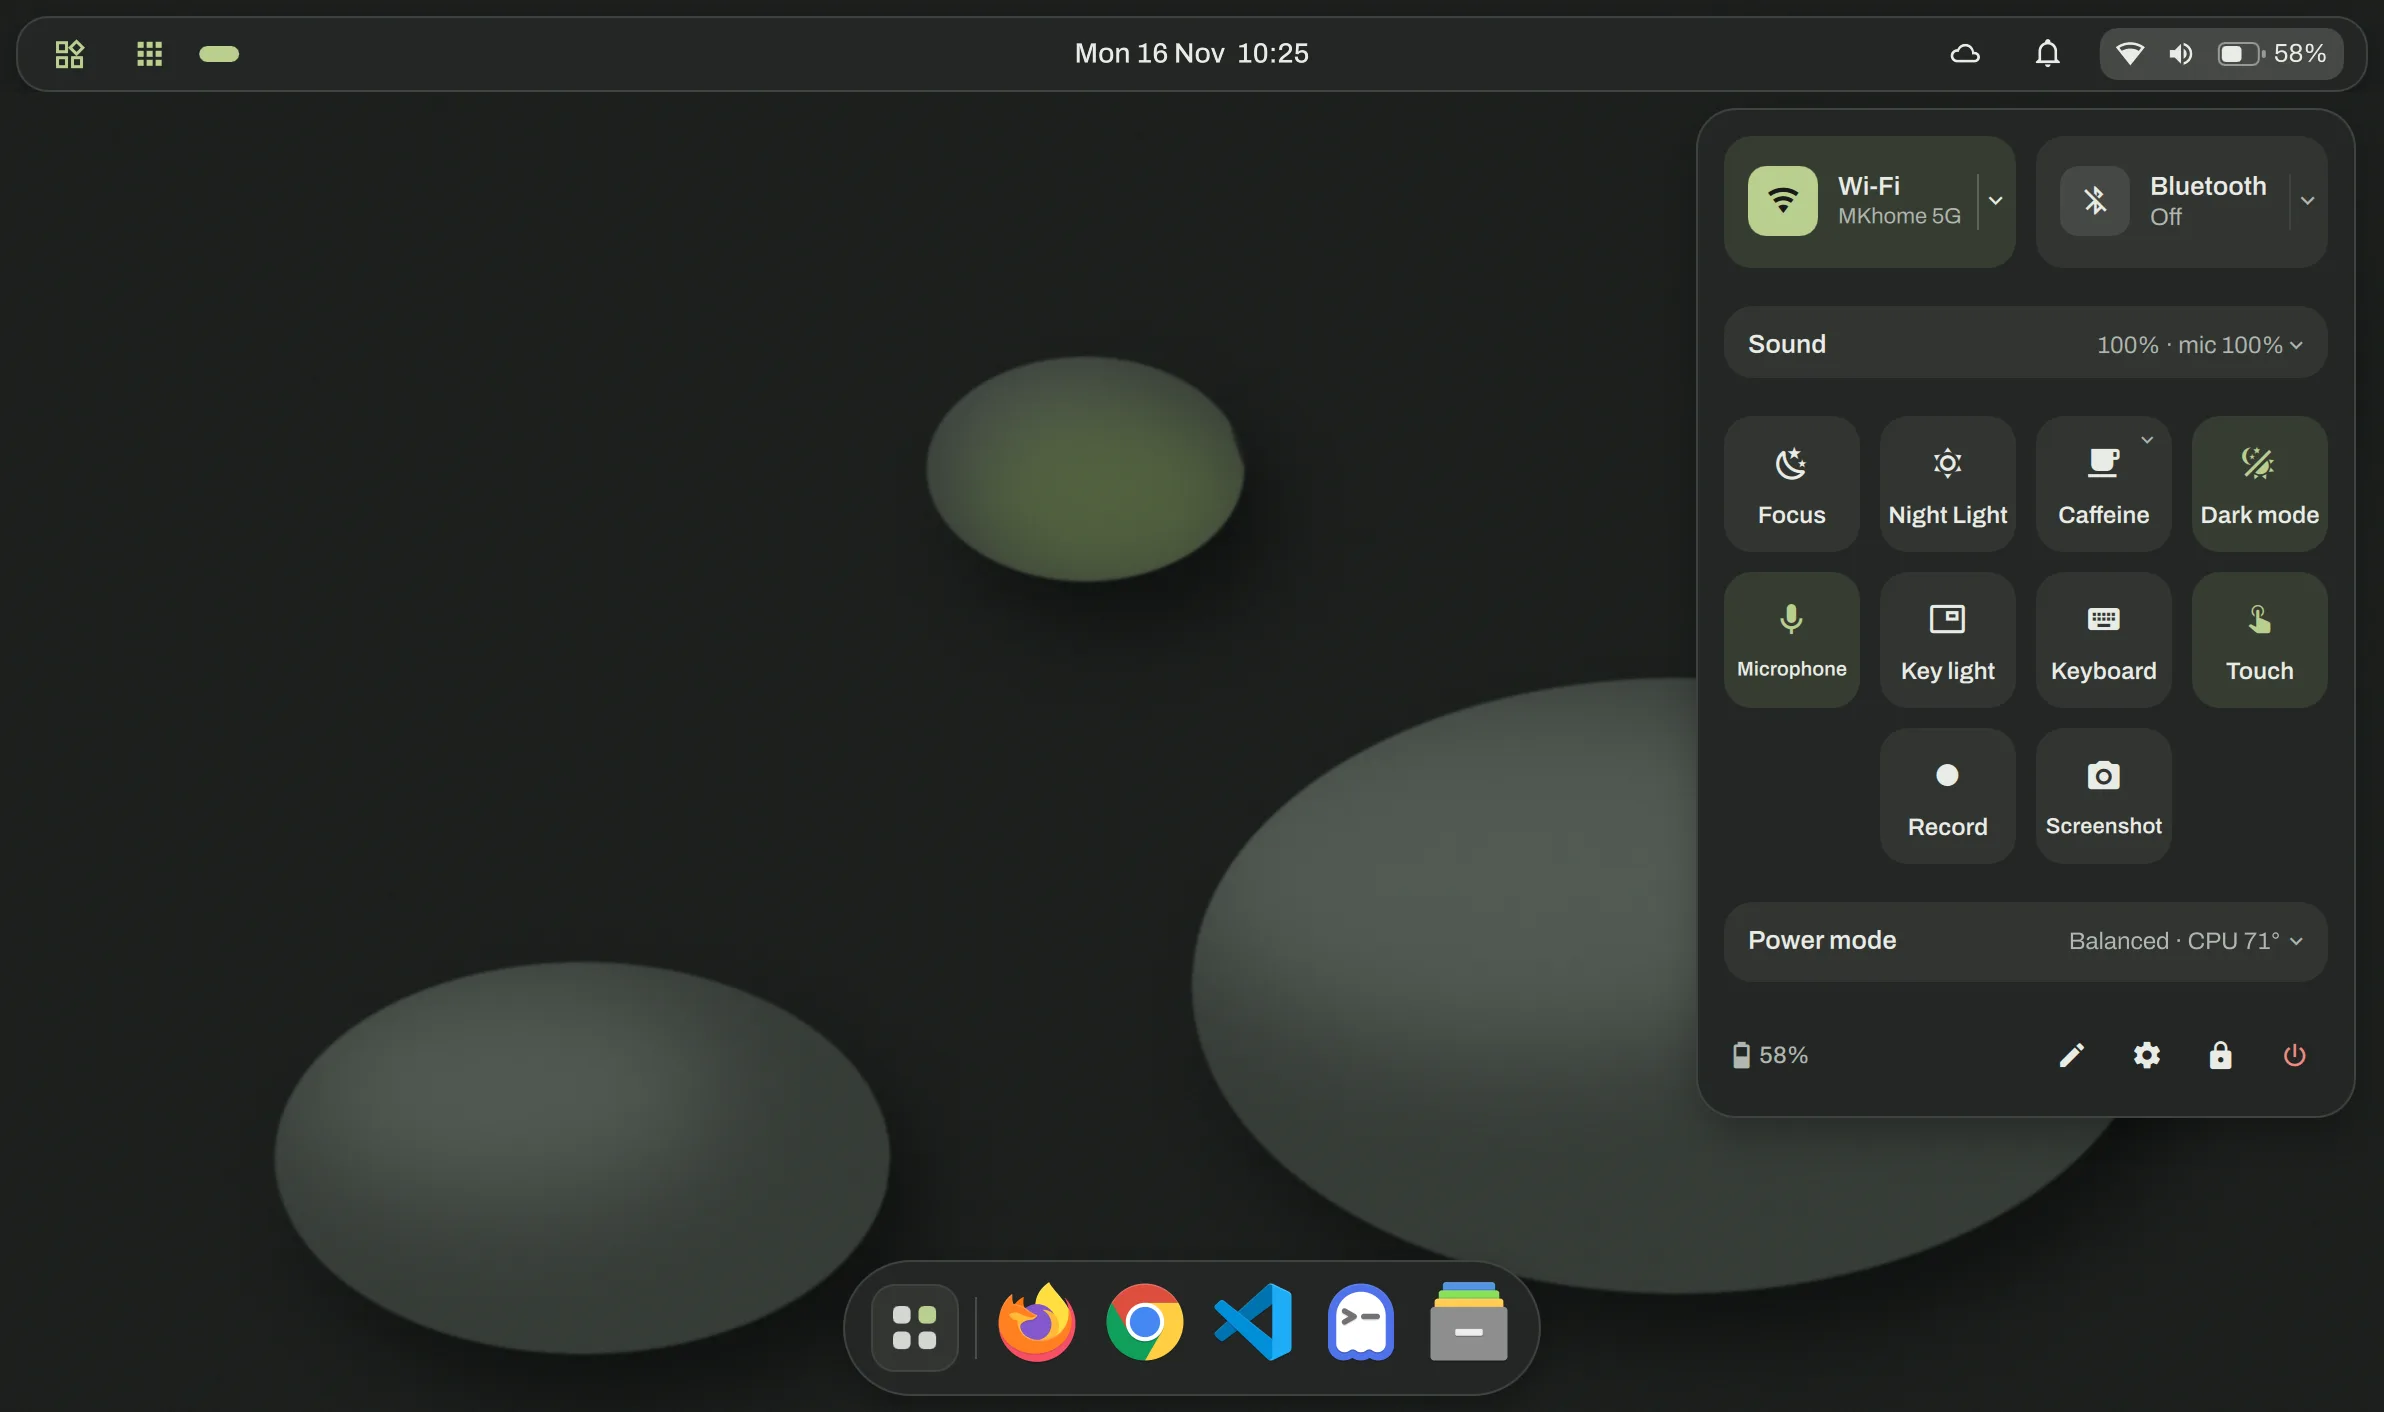 Mon 16 Nov 10:25
58%
Wi-Fi
MKhome 5G
Bluetooth
Off
Sound
100% · mic 100%
Focus
Night Light
Caffeine
Dark mode
Microphone
Key light
Keyboard
Touch
Record
Screenshot
Power mode
Balanced · CPU 71°
58%